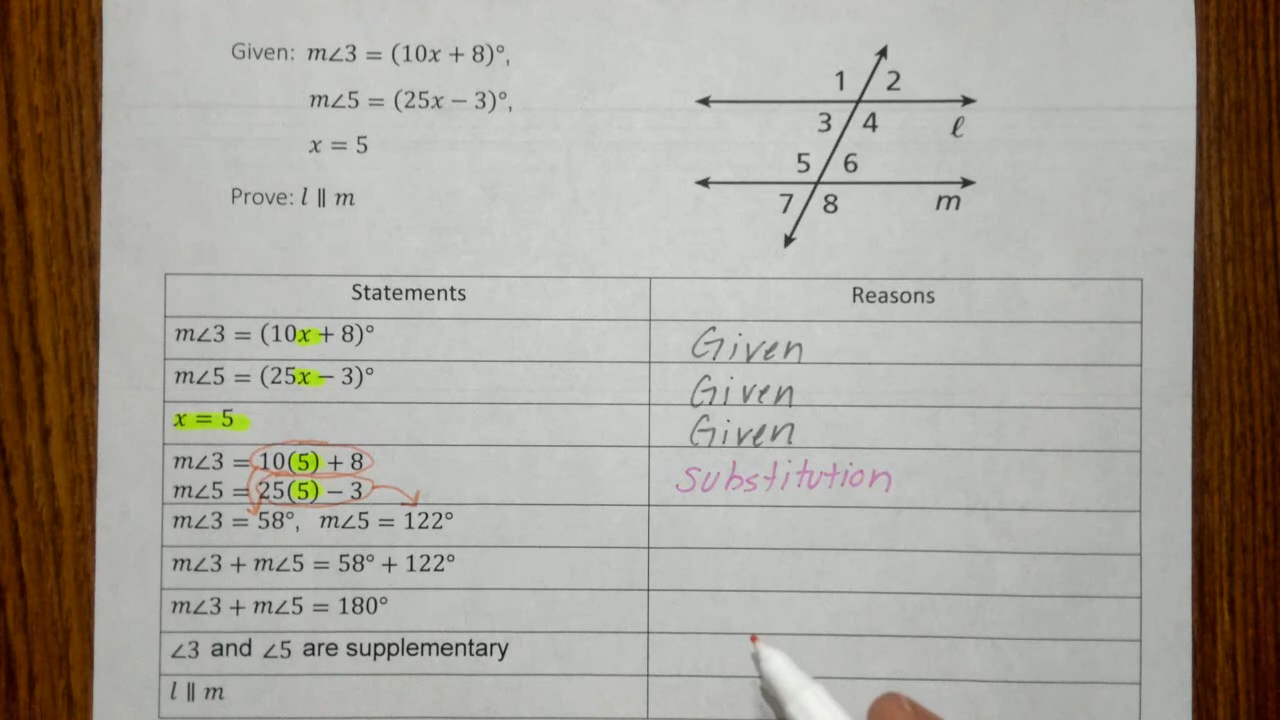 Given: m∠3 = (10x + 8)°,
m∠5 = (25x − 3)°,
x = 5
Prove: l ∥ m
1 2
3 4 ℓ
5 6
7 8 m
Statements Reasons
m∠3 = (10x + 8)° Given
m∠5 = (25x − 3)° Given
x = 5 Given
m∠3 = 10(5) + 8
m∠5 = 25(5) − 3 substitution
m∠3 = 58°, m∠5 = 122°
m∠3 + m∠5 = 58° + 122°
m∠3 + m∠5 = 180°
∠3 and ∠5 are supplementary
l ∥ m